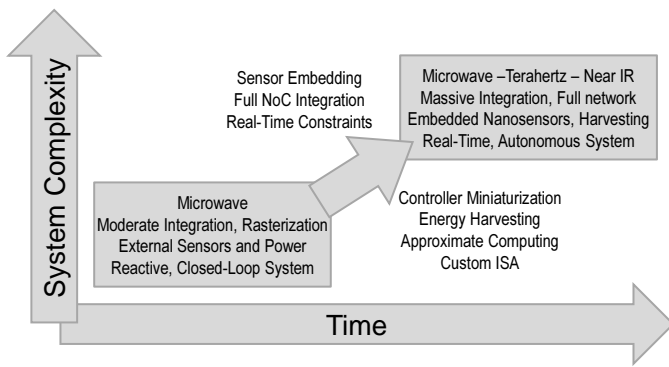 System Complexity
Sensor Embedding
Full NoC Integration
Real-Time Constraints
Microwave –Terahertz – Near IR
Massive Integration, Full network
Embedded Nanosensors, Harvesting
Real-Time, Autonomous System
Microwave
Moderate Integration, Rasterization
External Sensors and Power
Reactive, Closed-Loop System
Controller Miniaturization
Energy Harvesting
Approximate Computing
Custom ISA
Time